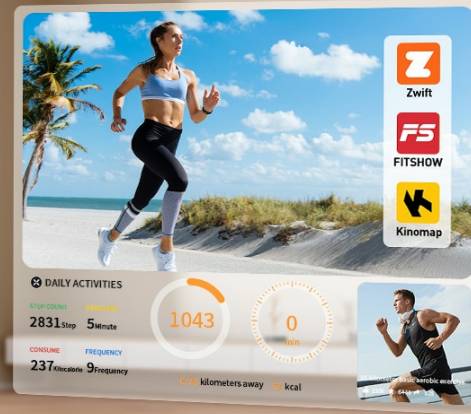 Zwift
FS
FITSHOW
Kinomap
DAILY ACTIVITIES
STEP COUNT
2831Step 5Minute
CONSUME FREQUENCY
237Kilocalorie 9Frequency
1043
0
kilometers away
kcal